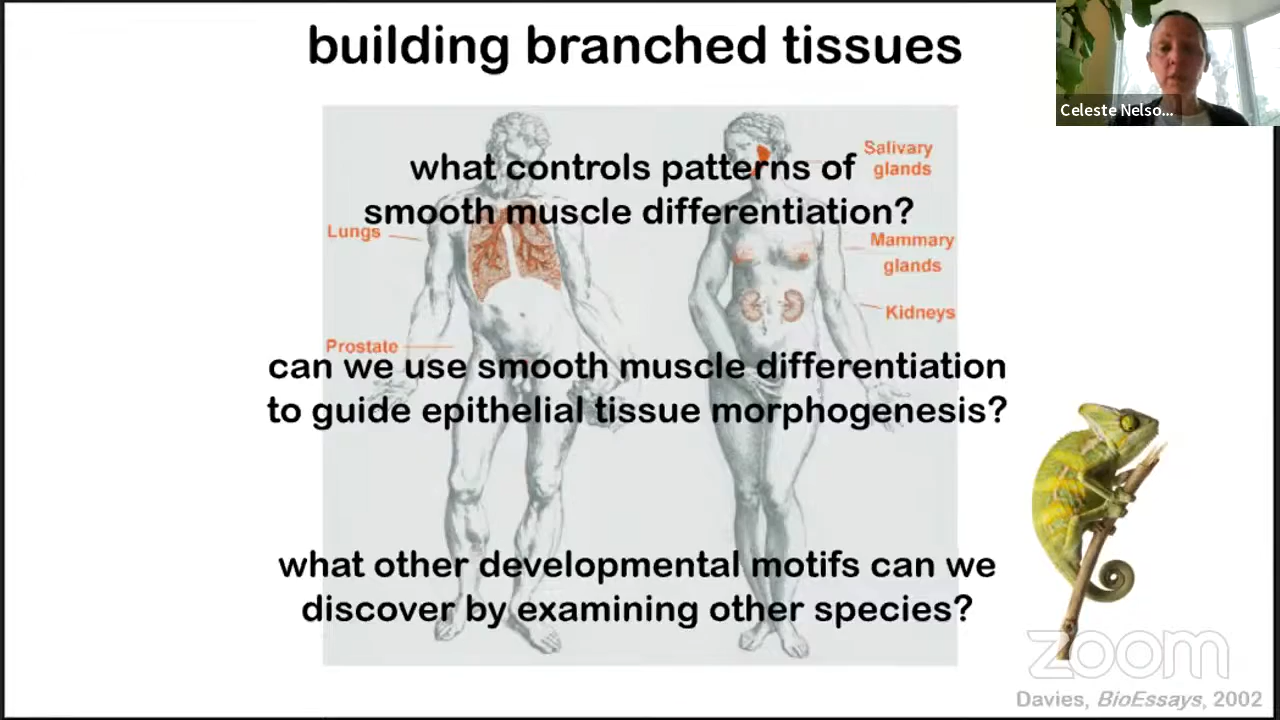 building branched tissues
Celeste Nelso...
what controls patterns of
smooth muscle differentiation?
Salivary
glands
Lungs
Mammary
glands
Kidneys
Prostate
can we use smooth muscle differentiation
to guide epithelial tissue morphogenesis?
what other developmental motifs can we
discover by examining other species?
zoom
Davies, BioEssays, 2002